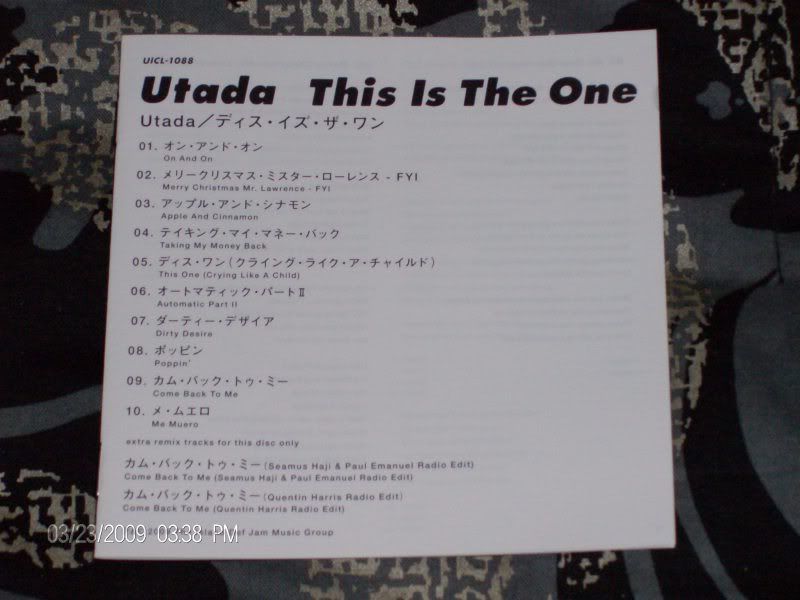 UICL-1088
Utada This Is The One
Utada／ディス・イズ・ザ・ワン
01. オン・アンド・オン
On And On
02. メリークリスマス・ミスター・ローレンス - FYI
Merry Christmas Mr. Lawrence - FYI
03. アップル・アンド・シナモン
Apple And Cinnamon
04. テイキング・マイ・マネー・バック
Taking My Money Back
05. ディス・ワン(クライング・ライク・ア・チャイルド)
This One (Crying Like A Child)
06. オートマティック・パートⅡ
Automatic Part II
07. ダーティー・デザイア
Dirty Desire
08. ポッピン
Poppin'
09. カム・バック・トゥ・ミー
Come Back To Me
10. メ・ムエロ
Me Muero
extra remix tracks for this disc only
カム・バック・トゥ・ミー(Seamus Haji & Paul Emanuel Radio Edit)
Come Back To Me (Seamus Haji & Paul Emanuel Radio Edit)
カム・バック・トゥ・ミー(Quentin Harris Radio Edit)
Come Back To Me (Quentin Harris Radio Edit)
Jam Music Group
03/23/2009 03:38 PM